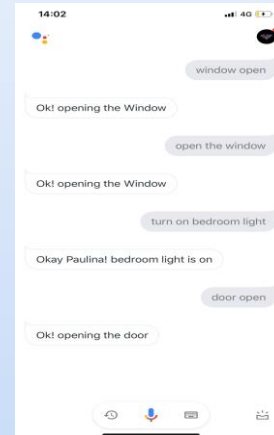 14:02
4G
window open
Ok! opening the Window
open the window
Ok! opening the Window
turn on bedroom light
Okay Paulina! bedroom light is on
door open
Ok! opening the door